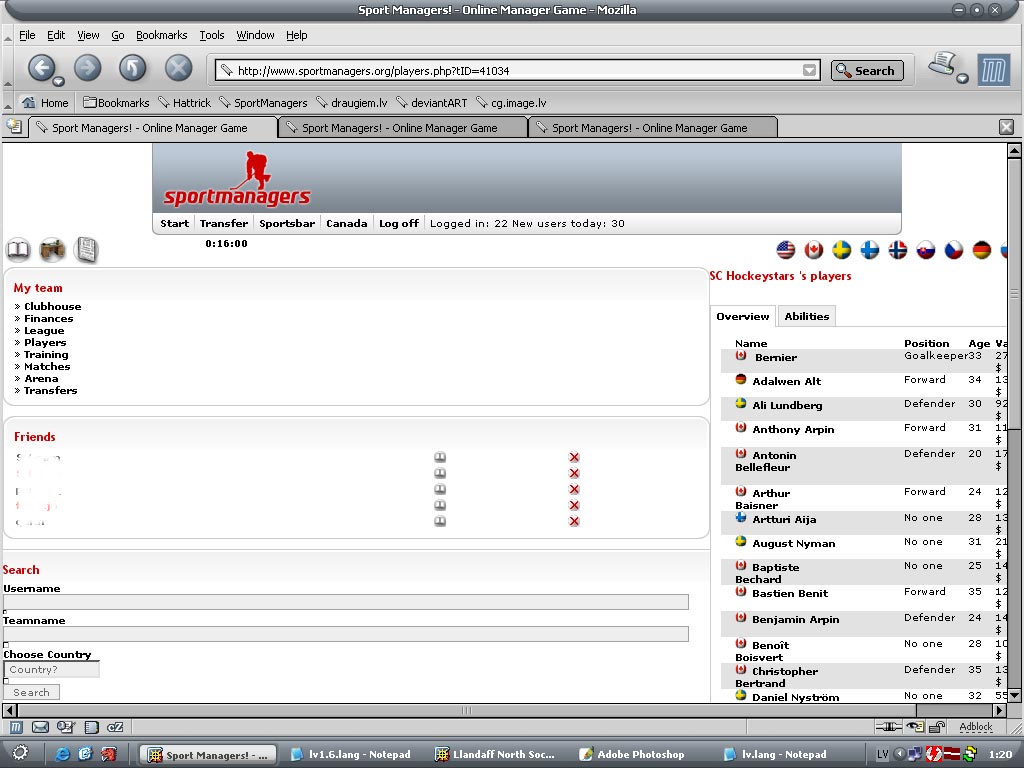 Sport Managers! - Online Manager Game - Mozilla
File Edit View Go Bookmarks Tools Window Help
http://www.sportmanagers.org/players.php?tID=41034 Search
Home Bookmarks Hattrick SportManagers draugiem.lv deviantART cg.image.lv
Sport Managers! - Online Manager Game Sport Managers! - Online Manager Game Sport Managers! - Online Manager Game
sportmanagers
Start Transfer Sportsbar Canada Log off Logged in: 22 New users today: 30
0:16:00
My team
» Clubhouse
» Finances
» League
» Players
» Training
» Matches
» Arena
» Transfers
Friends
Search
Username
Teamname
Choose Country
Country?
Search
SC Hockeystars 's players
Overview Abilities
Name Position Age Va
Bernier Goalkeeper 33 27
$
Adalwen Alt Forward 34 13
$
Ali Lundberg Defender 30 92
$
Anthony Arpin Forward 31 11
$
Antonin Defender 20 17
Bellefleur $
Arthur Forward 24 12
Baisner $
Artturi Aija No one 28 13
$
August Nyman No one 31 21
$
Baptiste No one 25 14
Bechard $
Bastien Benit Forward 35 12
$
Benjamin Arpin Defender 24 14
$
Benoît No one 28 10
Boisvert $
Christopher Defender 35 13
Bertrand $
Daniel Nyström No one 32 55
Adblock
Sport Managers! - ... lv1.6.lang - Notepad Llandaff North Soc... Adobe Photoshop lv.lang - Notepad LV 1:20